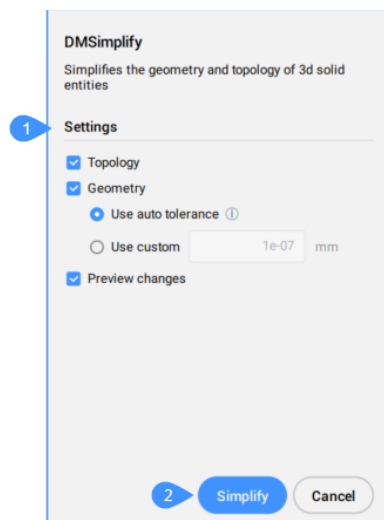 DMSimplify
Simplifies the geometry and topology of 3d solid
entities
1
Settings
Topology
Geometry
Use auto tolerance ⓘ
Use custom 1e-07 mm
Preview changes
2 Simplify Cancel